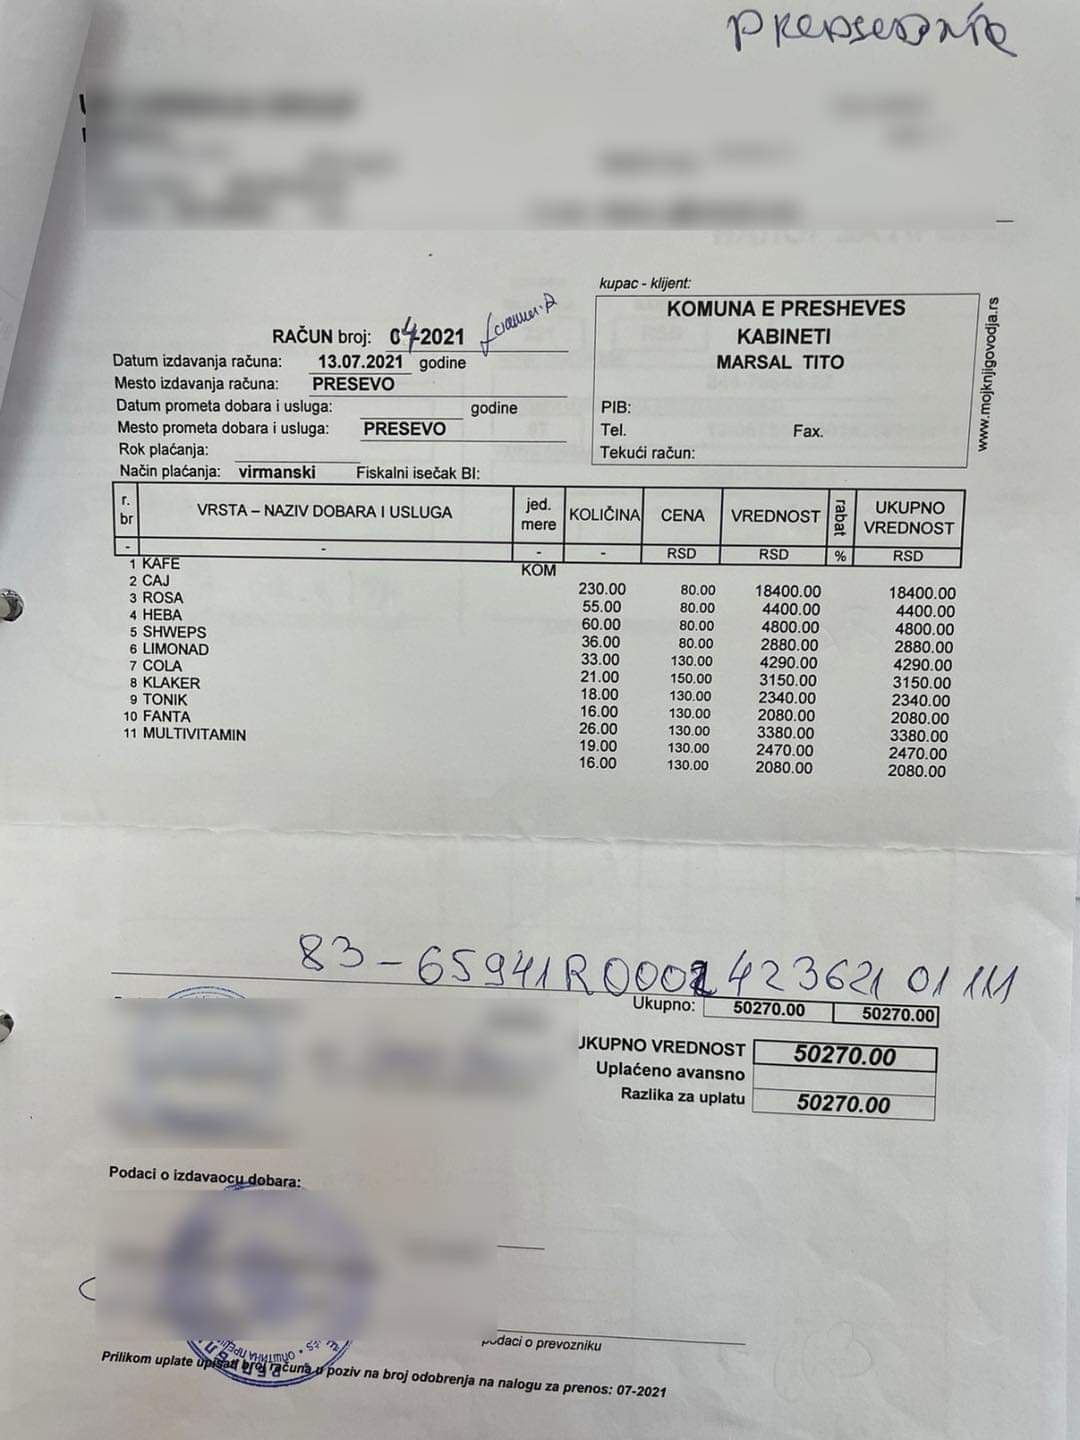 PREDSEDNIK
kupac - klijent:
KOMUNA E PRESHEVES
KABINETI
MARSAL TITO
PIB:
Tel. Fax.
Tekući račun:
www.mojknjigovodja.rs
RAČUN broj: 04-2021
Datum izdavanja računa: 13.07.2021 godine
Mesto izdavanja računa: PRESEVO
Datum prometa dobara i usluga: godine
Mesto prometa dobara i usluga: PRESEVO
Rok plaćanja:
Način plaćanja: virmanski Fiskalni isečak BI:
r. br VRSTA – NAZIV DOBARA I USLUGA jed. mere KOLIČINA CENA VREDNOST rabat UKUPNO VREDNOST
- - - - RSD RSD % RSD
1 KAFE KOM 230.00 80.00 18400.00 18400.00
2 CAJ 55.00 80.00 4400.00 4400.00
3 ROSA 60.00 80.00 4800.00 4800.00
4 HEBA 36.00 80.00 2880.00 2880.00
5 SHWEPS 33.00 130.00 4290.00 4290.00
6 LIMONAD 21.00 150.00 3150.00 3150.00
7 COLA 18.00 130.00 2340.00 2340.00
8 KLAKER 16.00 130.00 2080.00 2080.00
9 TONIK 26.00 130.00 3380.00 3380.00
10 FANTA 19.00 130.00 2470.00 2470.00
11 MULTIVITAMIN 16.00 130.00 2080.00 2080.00
83-65941R0002423621 01111
Ukupno: 50270.00 50270.00
UKUPNO VREDNOST 50270.00
Uplaćeno avansno
Razlika za uplatu 50270.00
Podaci o izdavaocu dobara:
podaci o prevozniku
Prilikom uplate upisati broj računa u poziv na broj odobrenja na nalogu za prenos: 07-2021